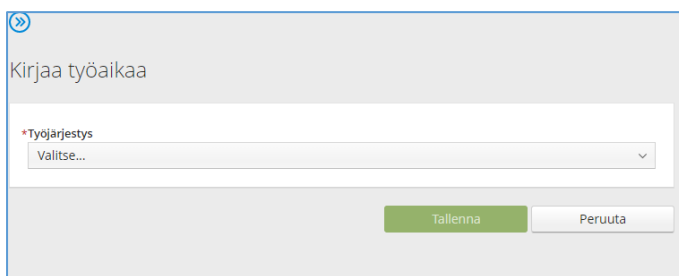 Kirjaa työaikaa
*Työjärjestys
Valitse...
Tallenna
Peruuta